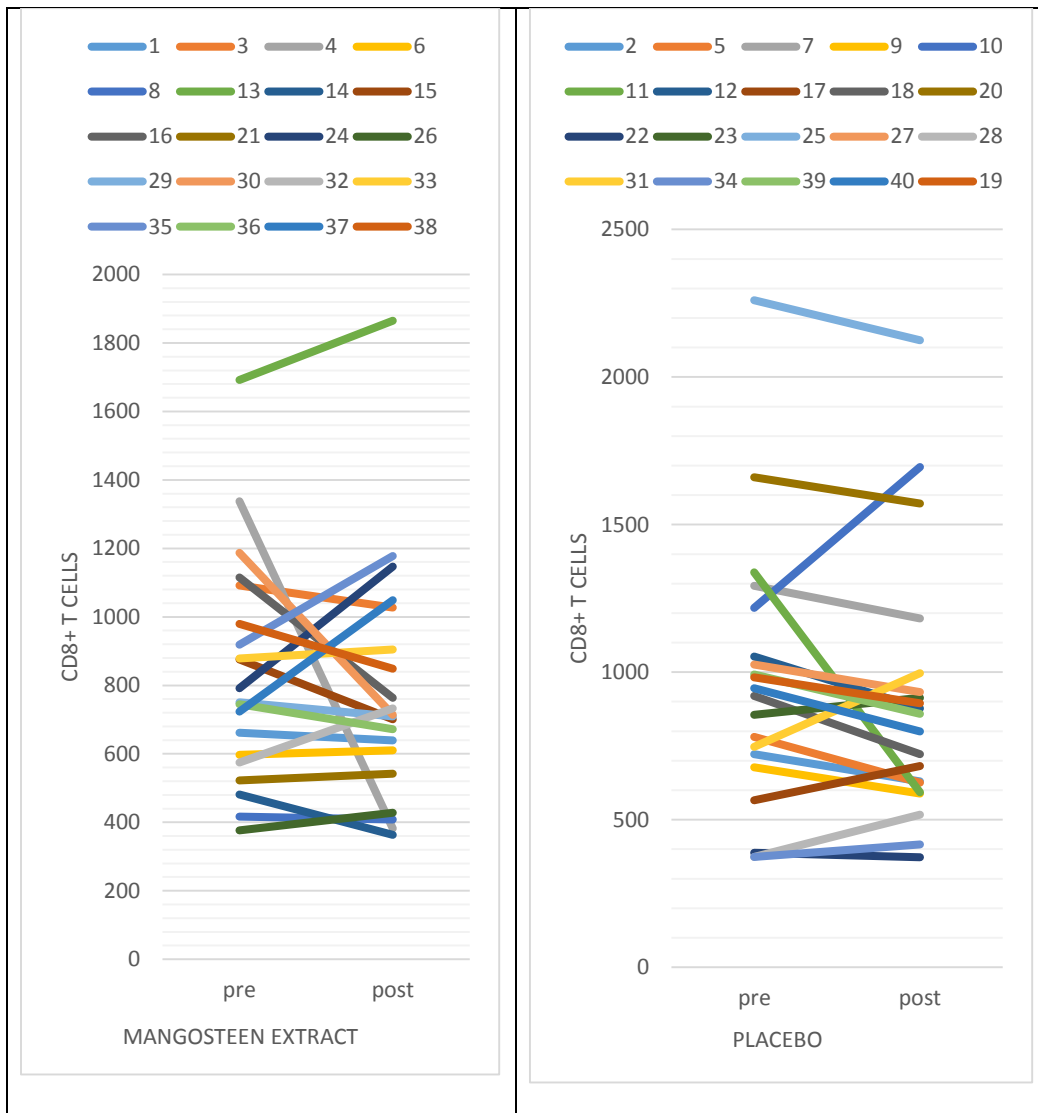 1 3 4 6
8 13 14 15
16 21 24 26
29 30 32 33
35 36 37 38
2000
1800
1600
1400
1200
1000
800
600
400
200
0
CD8+ T CELLS
pre post
MANGOSTEEN EXTRACT
2 5 7 9 10
11 12 17 18 20
22 23 25 27 28
31 34 39 40 19
2500
2000
1500
1000
500
0
CD8+ T CELLS
pre post
PLACEBO